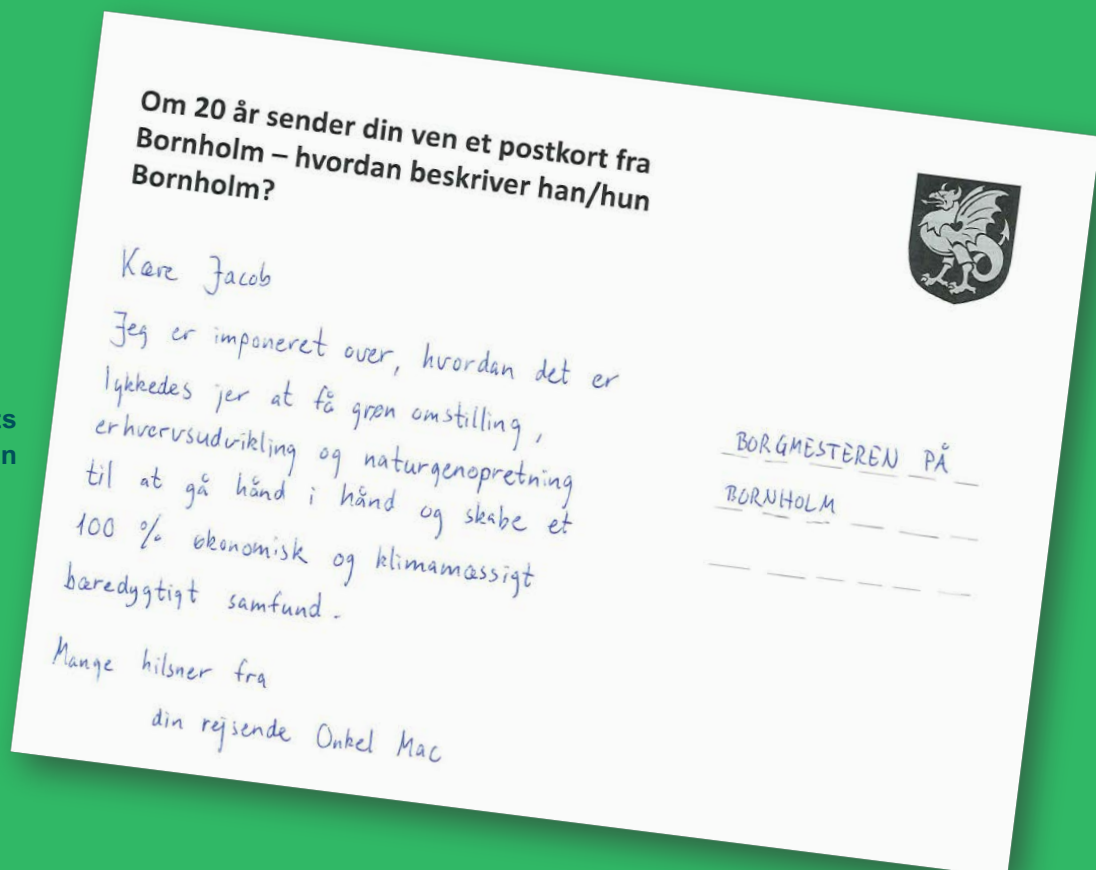 Om 20 år sender din ven et postkort fra
Bornholm – hvordan beskriver han/hun
Bornholm?
Kære Jacob
Jeg er imponeret over, hvordan det er
lykkedes jer at få grøn omstilling,
erhvervsudvikling og naturgenopretning
til at gå hånd i hånd og skabe et
100 % økonomisk og klimamæssigt
bæredygtigt samfund.
Mange hilsner fra
din rejsende Onkel Mac
BORGMESTEREN PÅ
BORNHOLM